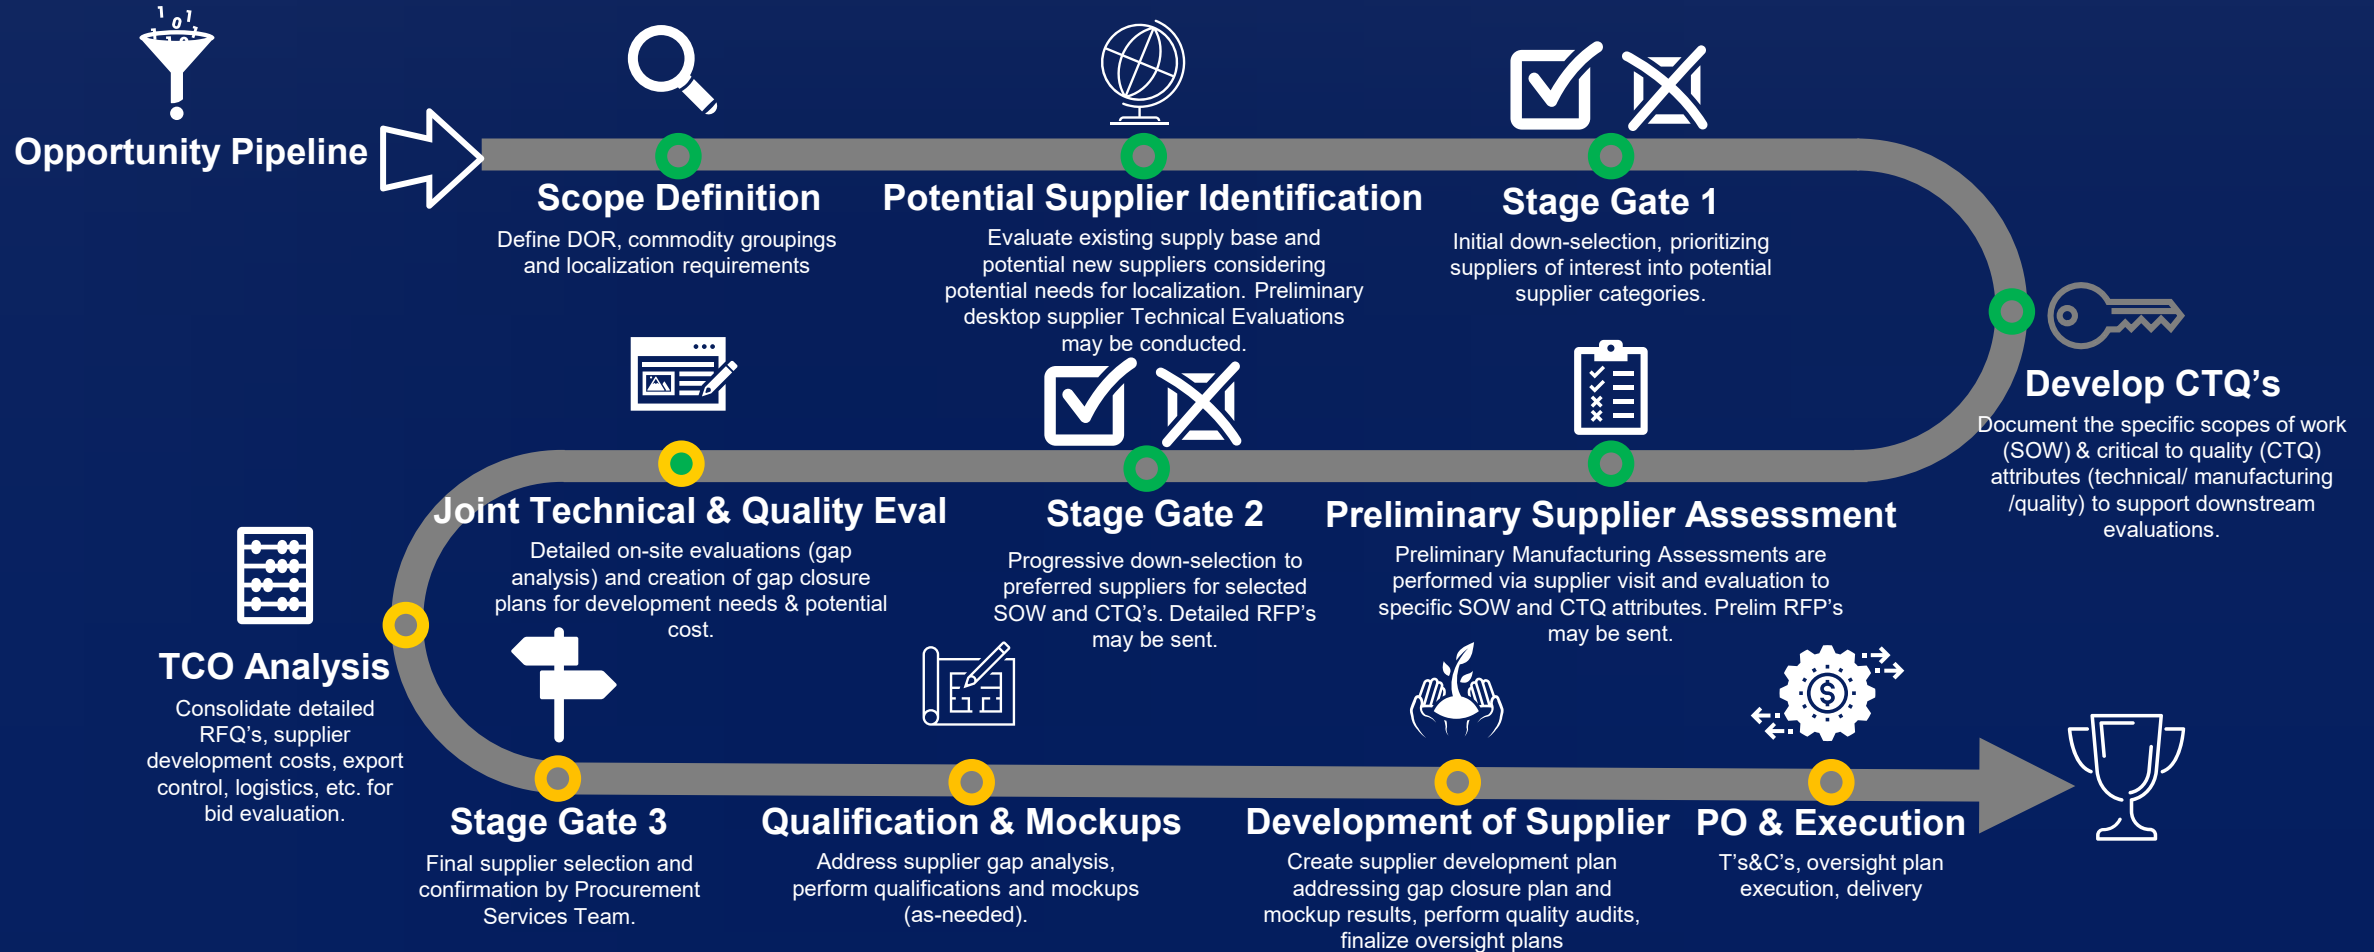 Opportunity Pipeline
Scope Definition
Define DOR, commodity groupings
and localization requirements
Potential Supplier Identification
Evaluate existing supply base and
potential new suppliers considering
potential needs for localization. Preliminary
desktop supplier Technical Evaluations
may be conducted.
Stage Gate 1
Initial down-selection, prioritizing
suppliers of interest into potential
supplier categories.
Develop CTQ’s
Document the specific scopes of work
(SOW) & critical to quality (CTQ)
attributes (technical/ manufacturing
/quality) to support downstream
evaluations.
Preliminary Supplier Assessment
Preliminary Manufacturing Assessments are
performed via supplier visit and evaluation to
specific SOW and CTQ attributes. Prelim RFP’s
may be sent.
Stage Gate 2
Progressive down-selection to
preferred suppliers for selected
SOW and CTQ’s. Detailed RFP’s
may be sent.
Joint Technical & Quality Eval
Detailed on-site evaluations (gap
analysis) and creation of gap closure
plans for development needs & potential
cost.
TCO Analysis
Consolidate detailed
RFQ’s, supplier
development costs, export
control, logistics, etc. for
bid evaluation.
Stage Gate 3
Final supplier selection and
confirmation by Procurement
Services Team.
Qualification & Mockups
Address supplier gap analysis,
perform qualifications and mockups
(as-needed).
Development of Supplier
Create supplier development plan
addressing gap closure plan and
mockup results, perform quality audits,
finalize oversight plans
PO & Execution
T’s&C’s, oversight plan
execution, delivery
$